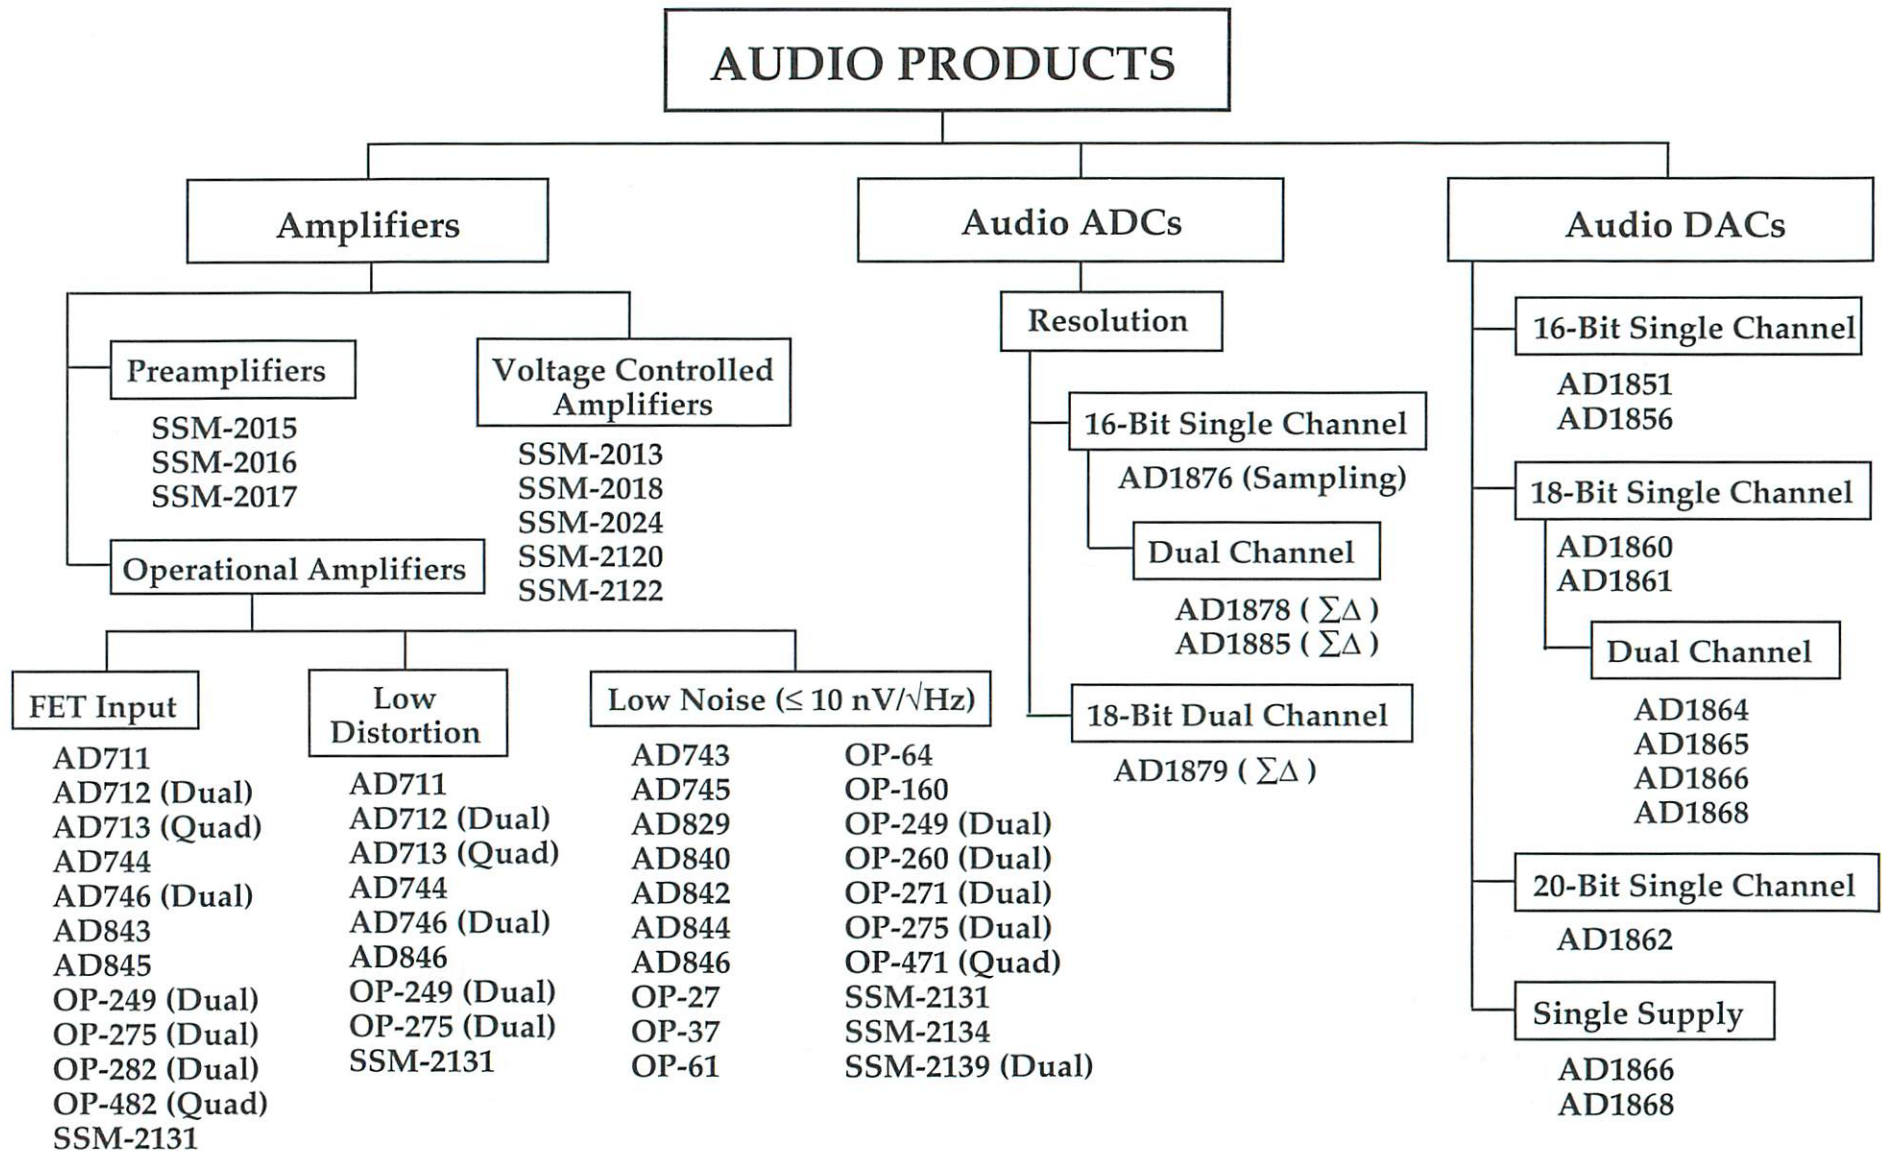 AUDIO PRODUCTS
Amplifiers
Preamplifiers
SSM-2015
SSM-2016
SSM-2017
Voltage Controlled
Amplifiers
SSM-2013
SSM-2018
SSM-2024
SSM-2120
SSM-2122
Operational Amplifiers
FET Input
AD711
AD712 (Dual)
AD713 (Quad)
AD744
AD746 (Dual)
AD843
AD845
OP-249 (Dual)
OP-275 (Dual)
OP-282 (Dual)
OP-482 (Quad)
SSM-2131
Low
Distortion
AD711
AD712 (Dual)
AD713 (Quad)
AD744
AD746 (Dual)
AD846
OP-249 (Dual)
OP-275 (Dual)
SSM-2131
Low Noise (≤ 10 nV/√Hz)
AD743
AD745
AD829
AD840
AD842
AD844
AD846
OP-27
OP-37
OP-61
OP-64
OP-160
OP-249 (Dual)
OP-260 (Dual)
OP-271 (Dual)
OP-275 (Dual)
OP-471 (Quad)
SSM-2131
SSM-2134
SSM-2139 (Dual)
Audio ADCs
Resolution
16-Bit Single Channel
AD1876 (Sampling)
Dual Channel
AD1878 ( ∑Δ )
AD1885 ( ∑Δ )
18-Bit Dual Channel
AD1879 ( ∑Δ )
Audio DACs
16-Bit Single Channel
AD1851
AD1856
18-Bit Single Channel
AD1860
AD1861
Dual Channel
AD1864
AD1865
AD1866
AD1868
20-Bit Single Channel
AD1862
Single Supply
AD1866
AD1868